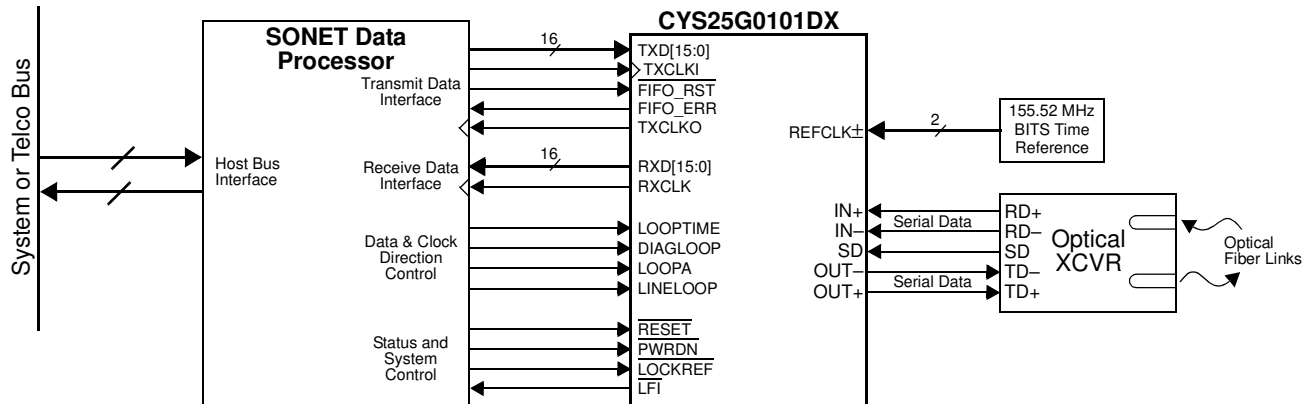 CYS25G0101DX
SONET Data
Processor
System or Telco Bus
Host Bus
Interface
Transmit Data
Interface
Receive Data
Interface
Data & Clock
Direction
Control
Status and
System
Control
16
16
TXD[15:0]
TXCLKI
FIFO_RST
FIFO_ERR
TXCLKO
RXD[15:0]
RXCLK
LOOPTIME
DIAGLOOP
LOOPA
LINELOOP
RESET
PWRDN
LOCKREF
LFI
REFCLK±
2
155.52 MHz
BITS Time
Reference
IN+
IN–
SD
OUT–
OUT+
Serial Data
Serial Data
RD+
RD–
SD
TD–
TD+
Optical
XCVR
Optical
Fiber Links